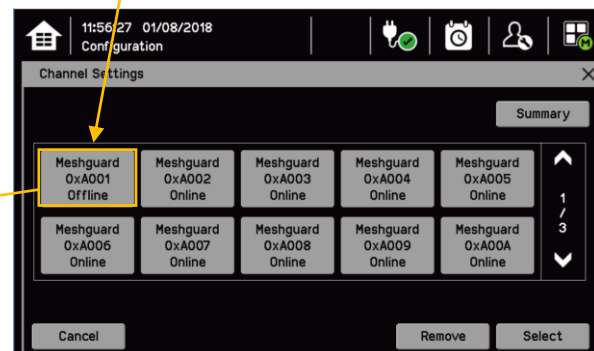 11:56:27 01/08/2018
Configuration
M
Channel Settings
X
Summary
Meshguard
0xA001
Offline
Meshguard
0xA002
Online
Meshguard
0xA003
Online
Meshguard
0xA004
Online
Meshguard
0xA005
Online
1
/
3
Meshguard
0xA006
Online
Meshguard
0xA007
Online
Meshguard
0xA008
Online
Meshguard
0xA009
Online
Meshguard
0xA00A
Online
Cancel
Remove
Select